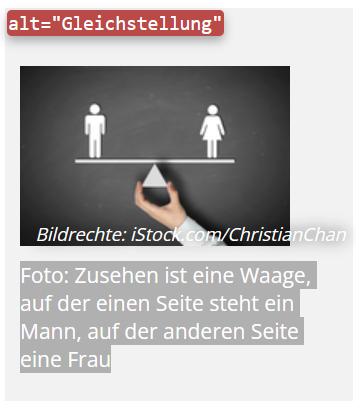 alt="Gleichstellung"
Bildrechte: iStock.com/ChristianChan
Foto: Zusehen ist eine Waage,
auf der einen Seite steht ein
Mann, auf der anderen Seite
eine Frau